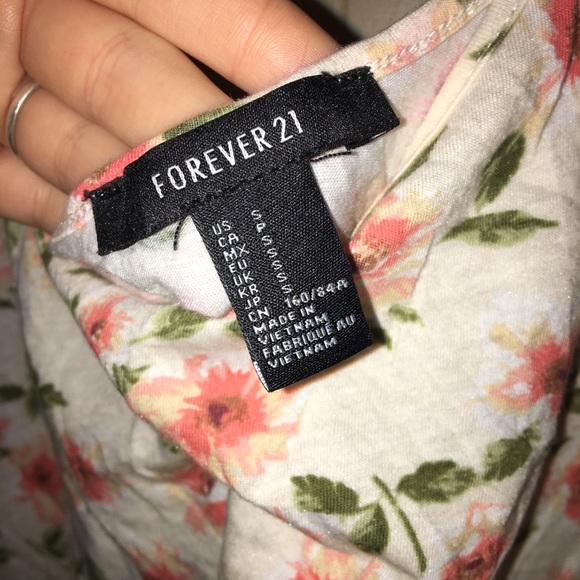 FOREVER 21
US S
CA P
MX S
EU S
UK S
KR S
JP S
CN 160/84A
MADE IN
VIETNAM
FABRIQUÉ AU
VIETNAM